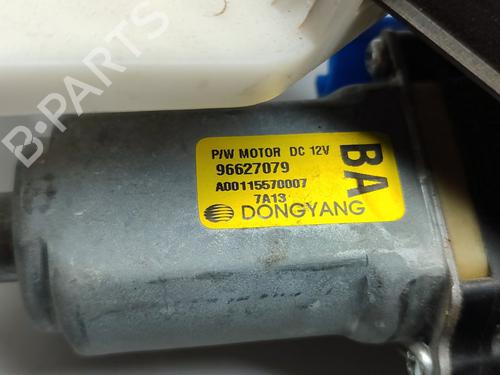 B-PARTS
P/W MOTOR DC 12V
96627079
A00115570007
7A13
DONGYANG
BA